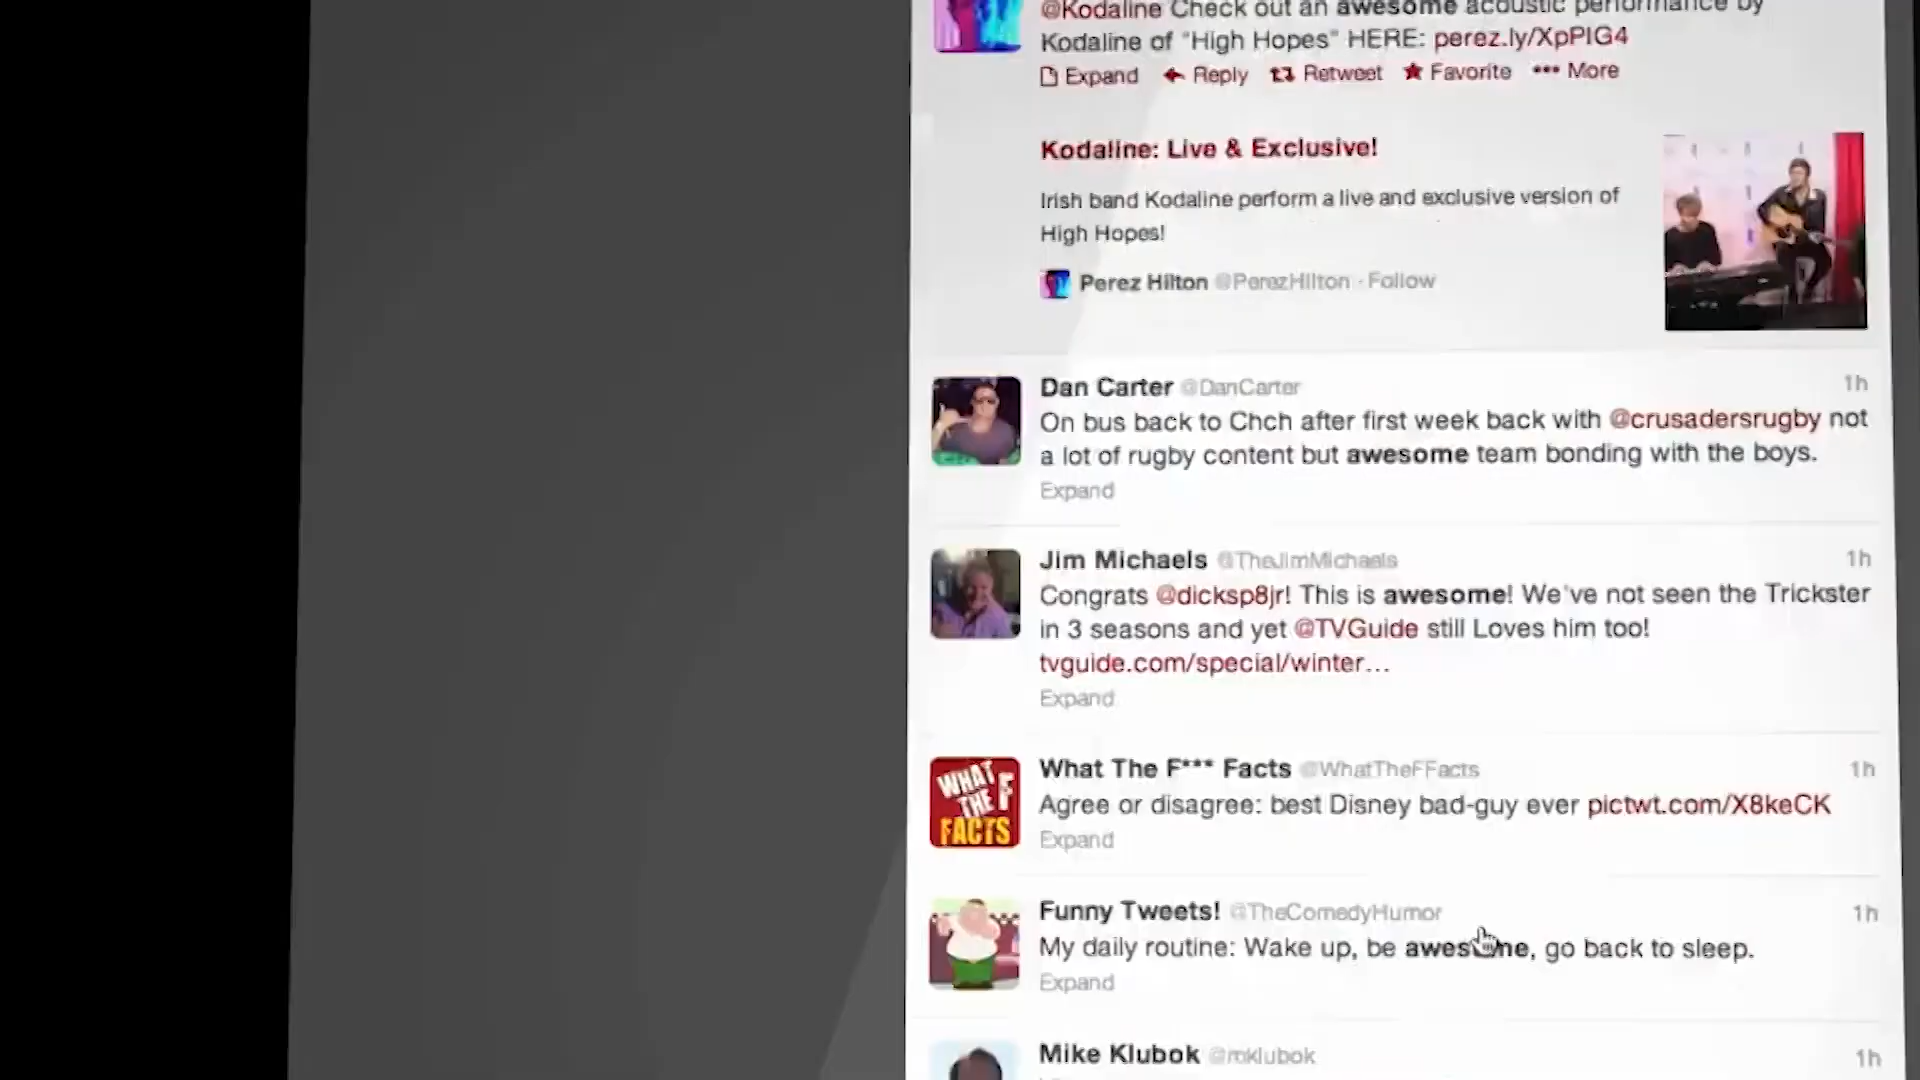 @Kodaline Check out an awesome acoustic performance by
Kodaline of "High Hopes" HERE: perez.ly/XpPIG4
Expand Reply Retweet Favorite More
Kodaline: Live & Exclusive!
Irish band Kodaline perform a live and exclusive version of
High Hopes!
Perez Hilton @PerezHilton · Follow
Dan Carter @DanCarter 1h
On bus back to Chch after first week back with @crusadersrugby not
a lot of rugby content but awesome team bonding with the boys.
Expand
Jim Michaels @TheJimMichaels 1h
Congrats @dicksp8jr! This is awesome! We've not seen the Trickster
in 3 seasons and yet @TVGuide still Loves him too!
tvguide.com/special/winter...
Expand
What The F*** Facts @WhatTheFFacts 1h
WHAT
THE F
FACTS
Agree or disagree: best Disney bad-guy ever pictwt.com/X8keCK
Expand
Funny Tweets! @TheComedyHumor 1h
My daily routine: Wake up, be awesome, go back to sleep.
Expand
Mike Klubok @mklubok 1h